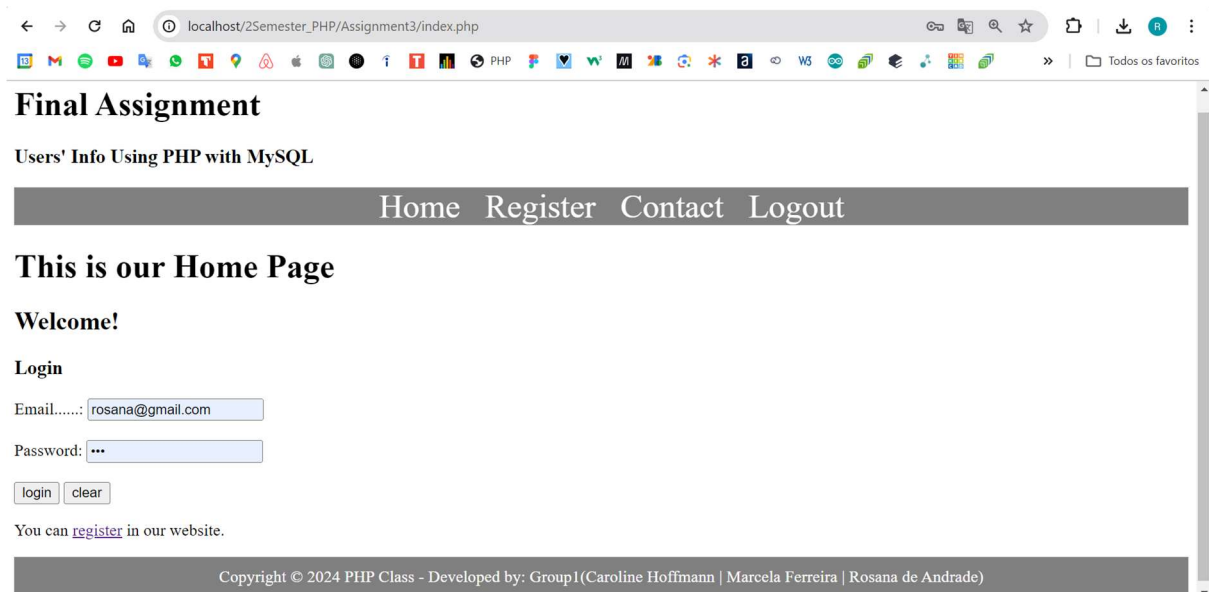 localhost/2Semester_PHP/Assignment3/index.php
R
13 PHP W3 Todos os favoritos
Final Assignment
Users' Info Using PHP with MySQL
Home Register Contact Logout
This is our Home Page
Welcome!
Login
Email......: rosana@gmail.com
Password: •••
login clear
You can register in our website.
Copyright © 2024 PHP Class - Developed by: Group1(Caroline Hoffmann | Marcela Ferreira | Rosana de Andrade)